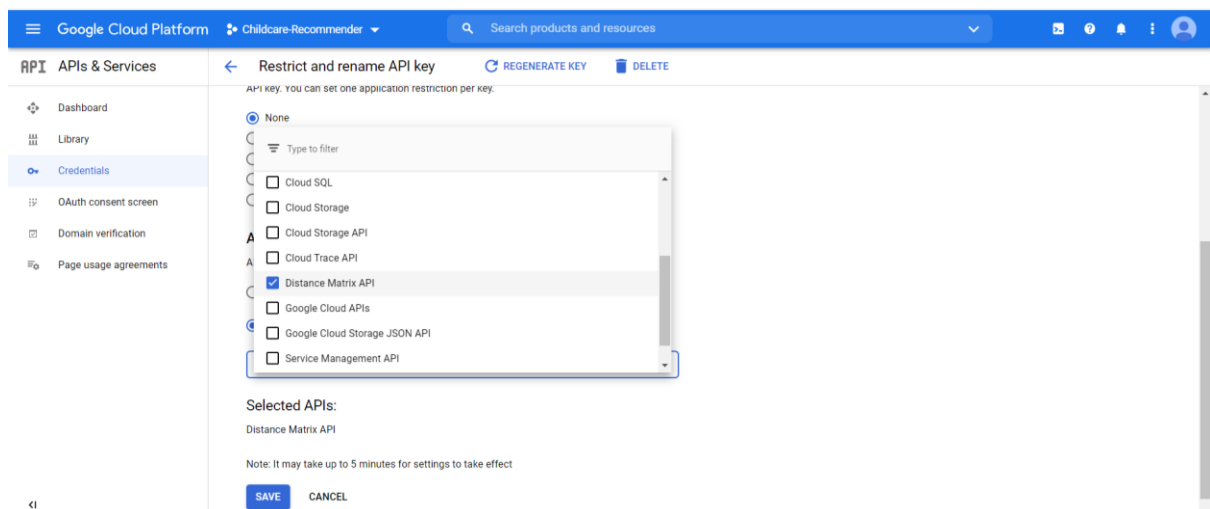 Google Cloud Platform Childcare-Recommender Search products and resources
API APIs & Services Restrict and rename API key REGENERATE KEY DELETE
API key. You can set one application restriction per key.
Dashboard
None
Library
Type to filter
Credentials
Cloud SQL
OAuth consent screen
Cloud Storage
Domain verification
Cloud Storage API
Page usage agreements
Cloud Trace API
Distance Matrix API
Google Cloud APIs
Google Cloud Storage JSON API
Service Management API
Selected APIs:
Distance Matrix API
Note: It may take up to 5 minutes for settings to take effect
SAVE CANCEL